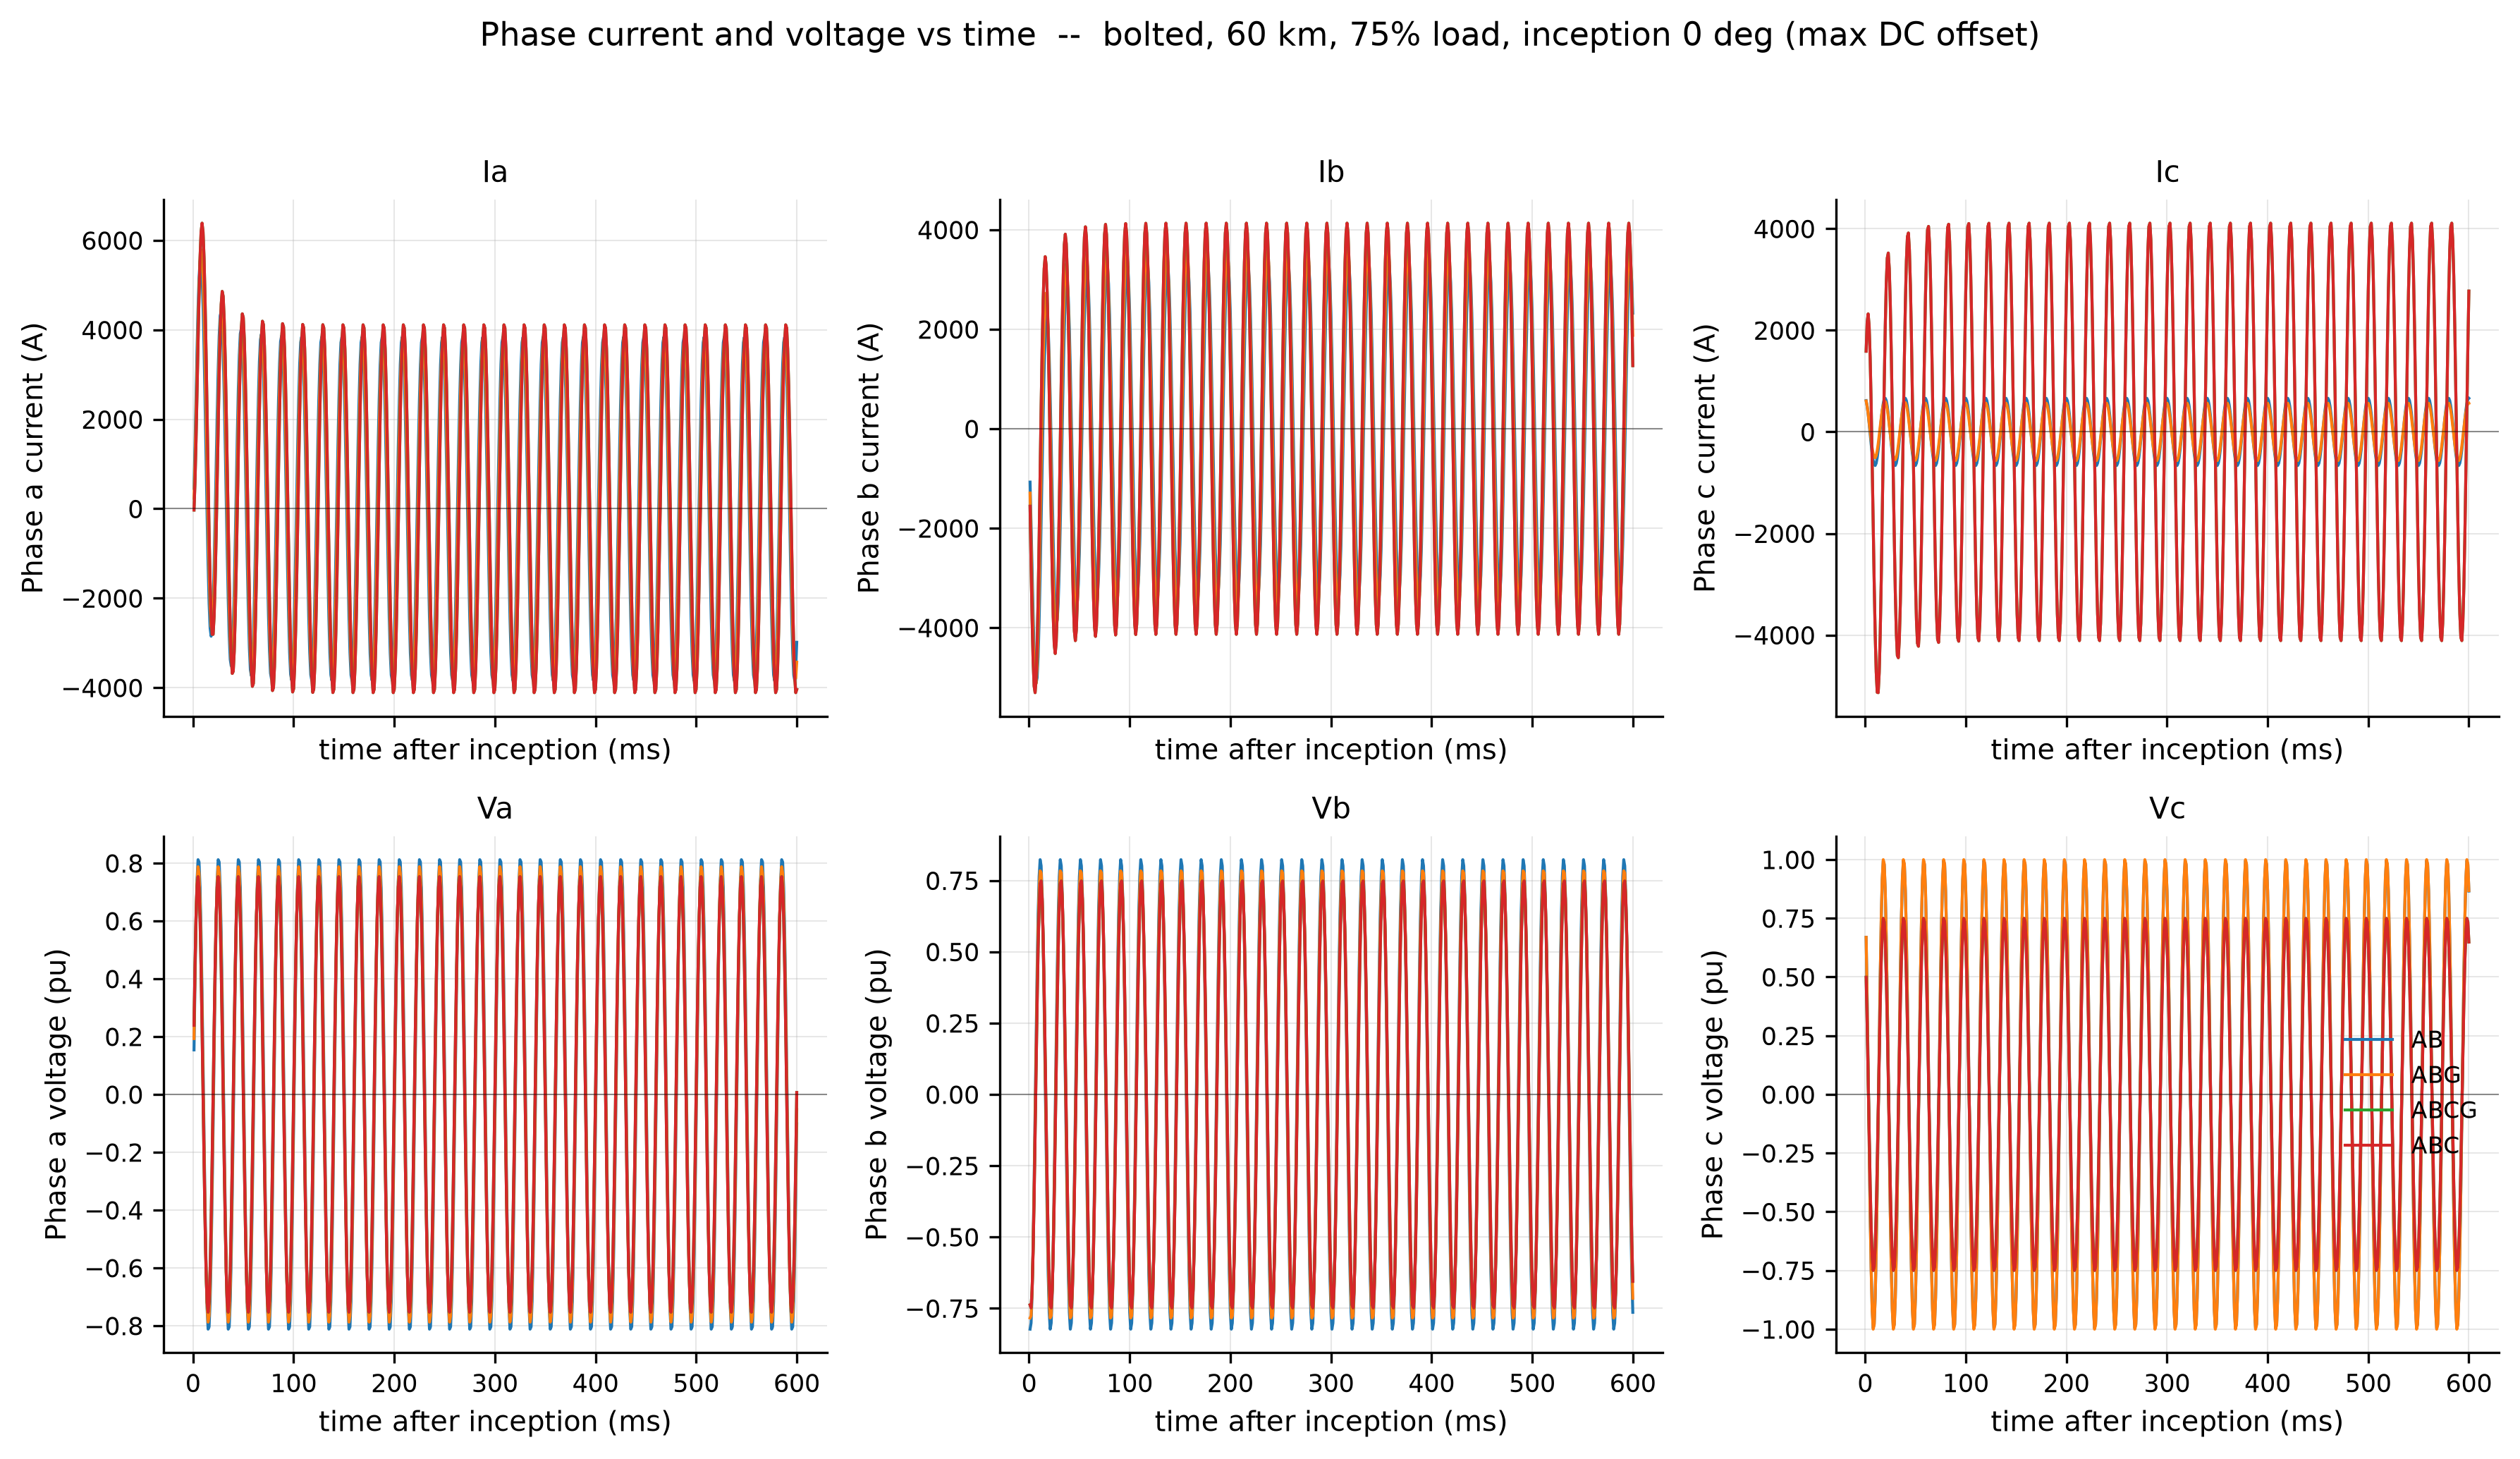 Phase current and voltage vs time -- bolted, 60 km, 75% load, inception 0 deg (max DC offset)
Ia
Phase a current (A)
6000
4000
2000
0
−2000
−4000
time after inception (ms)
Ib
Phase b current (A)
4000
2000
0
−2000
−4000
time after inception (ms)
Ic
Phase c current (A)
4000
2000
0
−2000
−4000
time after inception (ms)
Va
Phase a voltage (pu)
0.8
0.6
0.4
0.2
0.0
−0.2
−0.4
−0.6
−0.8
0 100 200 300 400 500 600
time after inception (ms)
Vb
Phase b voltage (pu)
0.75
0.50
0.25
0.00
−0.25
−0.50
−0.75
0 100 200 300 400 500 600
time after inception (ms)
Vc
Phase c voltage (pu)
1.00
0.75
0.50
0.25
0.00
−0.25
−0.50
−0.75
−1.00
0 100 200 300 400 500 600
time after inception (ms)
AB
ABG
ABCG
ABC